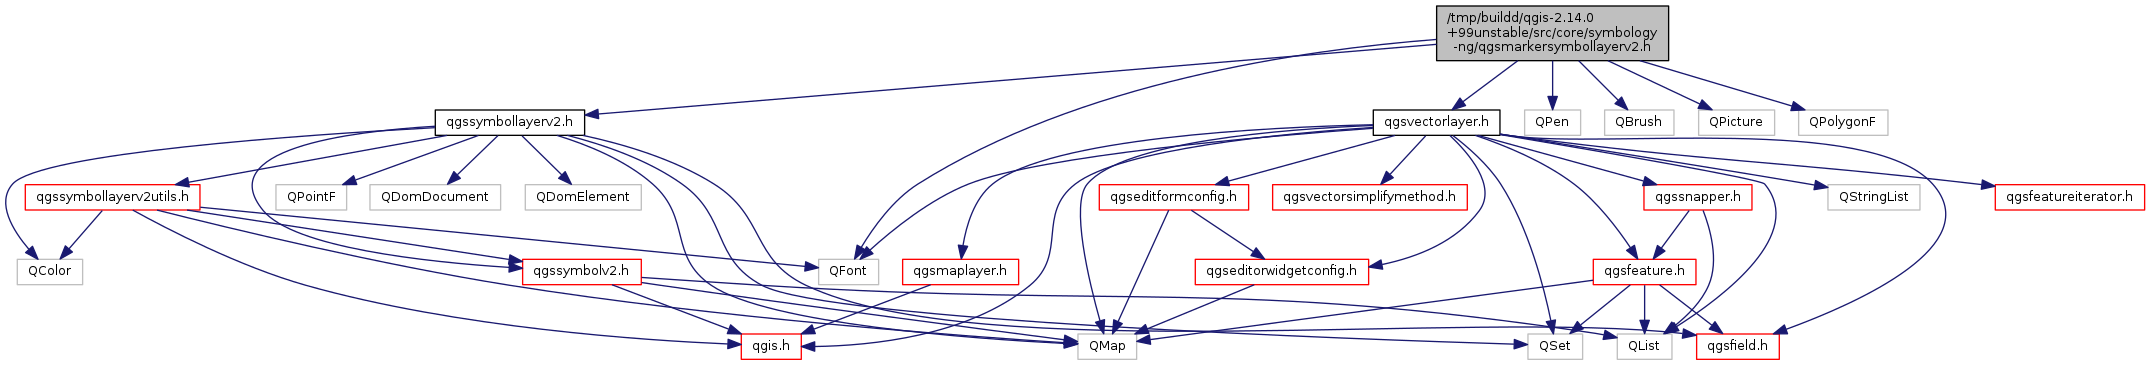 /tmp/buildd/qgis-2.14.0
+99unstable/src/core/symbology
-ng/qgsmarkersymbollayerv2.h
qgssymbollayerv2.h
qgsvectorlayer.h
QPen
QBrush
QPicture
QPolygonF
qgssymbollayerv2utils.h
QPointF
QDomDocument
QDomElement
qgseditformconfig.h
qgsvectorsimplifymethod.h
qgssnapper.h
QStringList
qgsfeatureiterator.h
QColor
qgssymbolv2.h
QFont
qgsmaplayer.h
qgseditorwidgetconfig.h
qgsfeature.h
qgis.h
QMap
QSet
QList
qgsfield.h